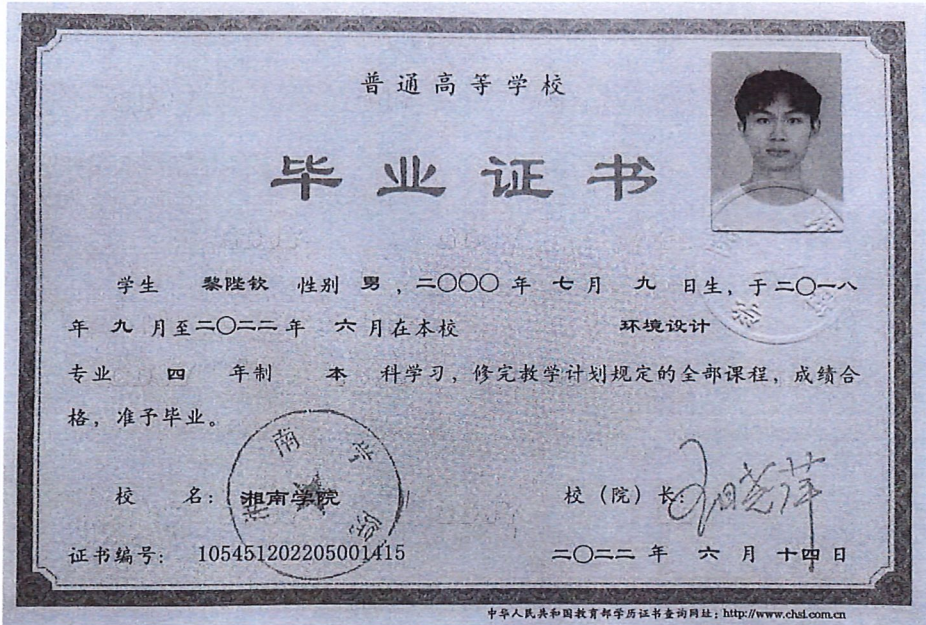 普通高等学校
毕业证书
学生 黎陛钦 性别 男，二〇〇〇年 七月 九日生，于二〇一八
年 九 月至二〇二二年 六月在本校 环境设计
专业 四 年制 本 科学习，修完教学计划规定的全部课程，成绩合
格，准予毕业。
校 名：湘南学院
校（院）长：
证书编号：105451202205001415
二〇二二年 六月十四日
中华人民共和国教育部学历证书查询网址：http://www.chsi.com.cn